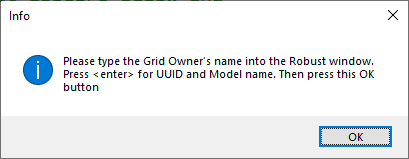 Info
Please type the Grid Owner's name into the Robust window.
Press <enter> for UUID and Model name. Then press this OK
button
OK